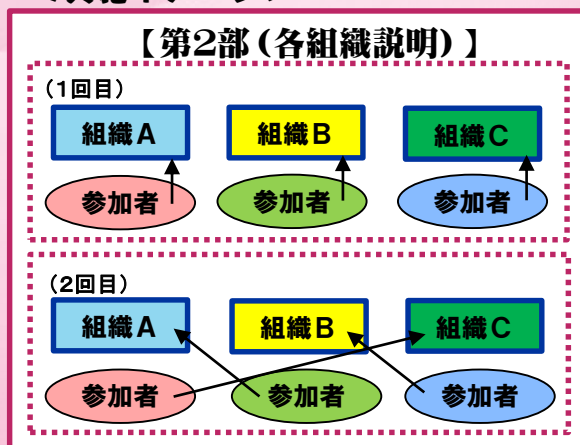 【第2部(各組織説明)】
(1回目)
組織A 組織B 組織C
参加者 参加者 参加者
(2回目)
組織A 組織B 組織C
参加者 参加者 参加者